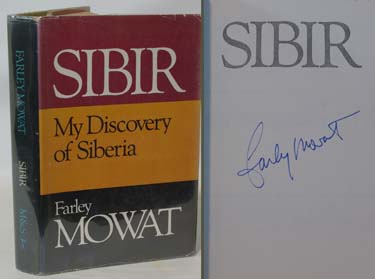 FARLEY MOWAT
SIBIR
M&S
SIBIR
My Discovery
of Siberia
Farley
MOWAT
SIBIR
Farley Mowat